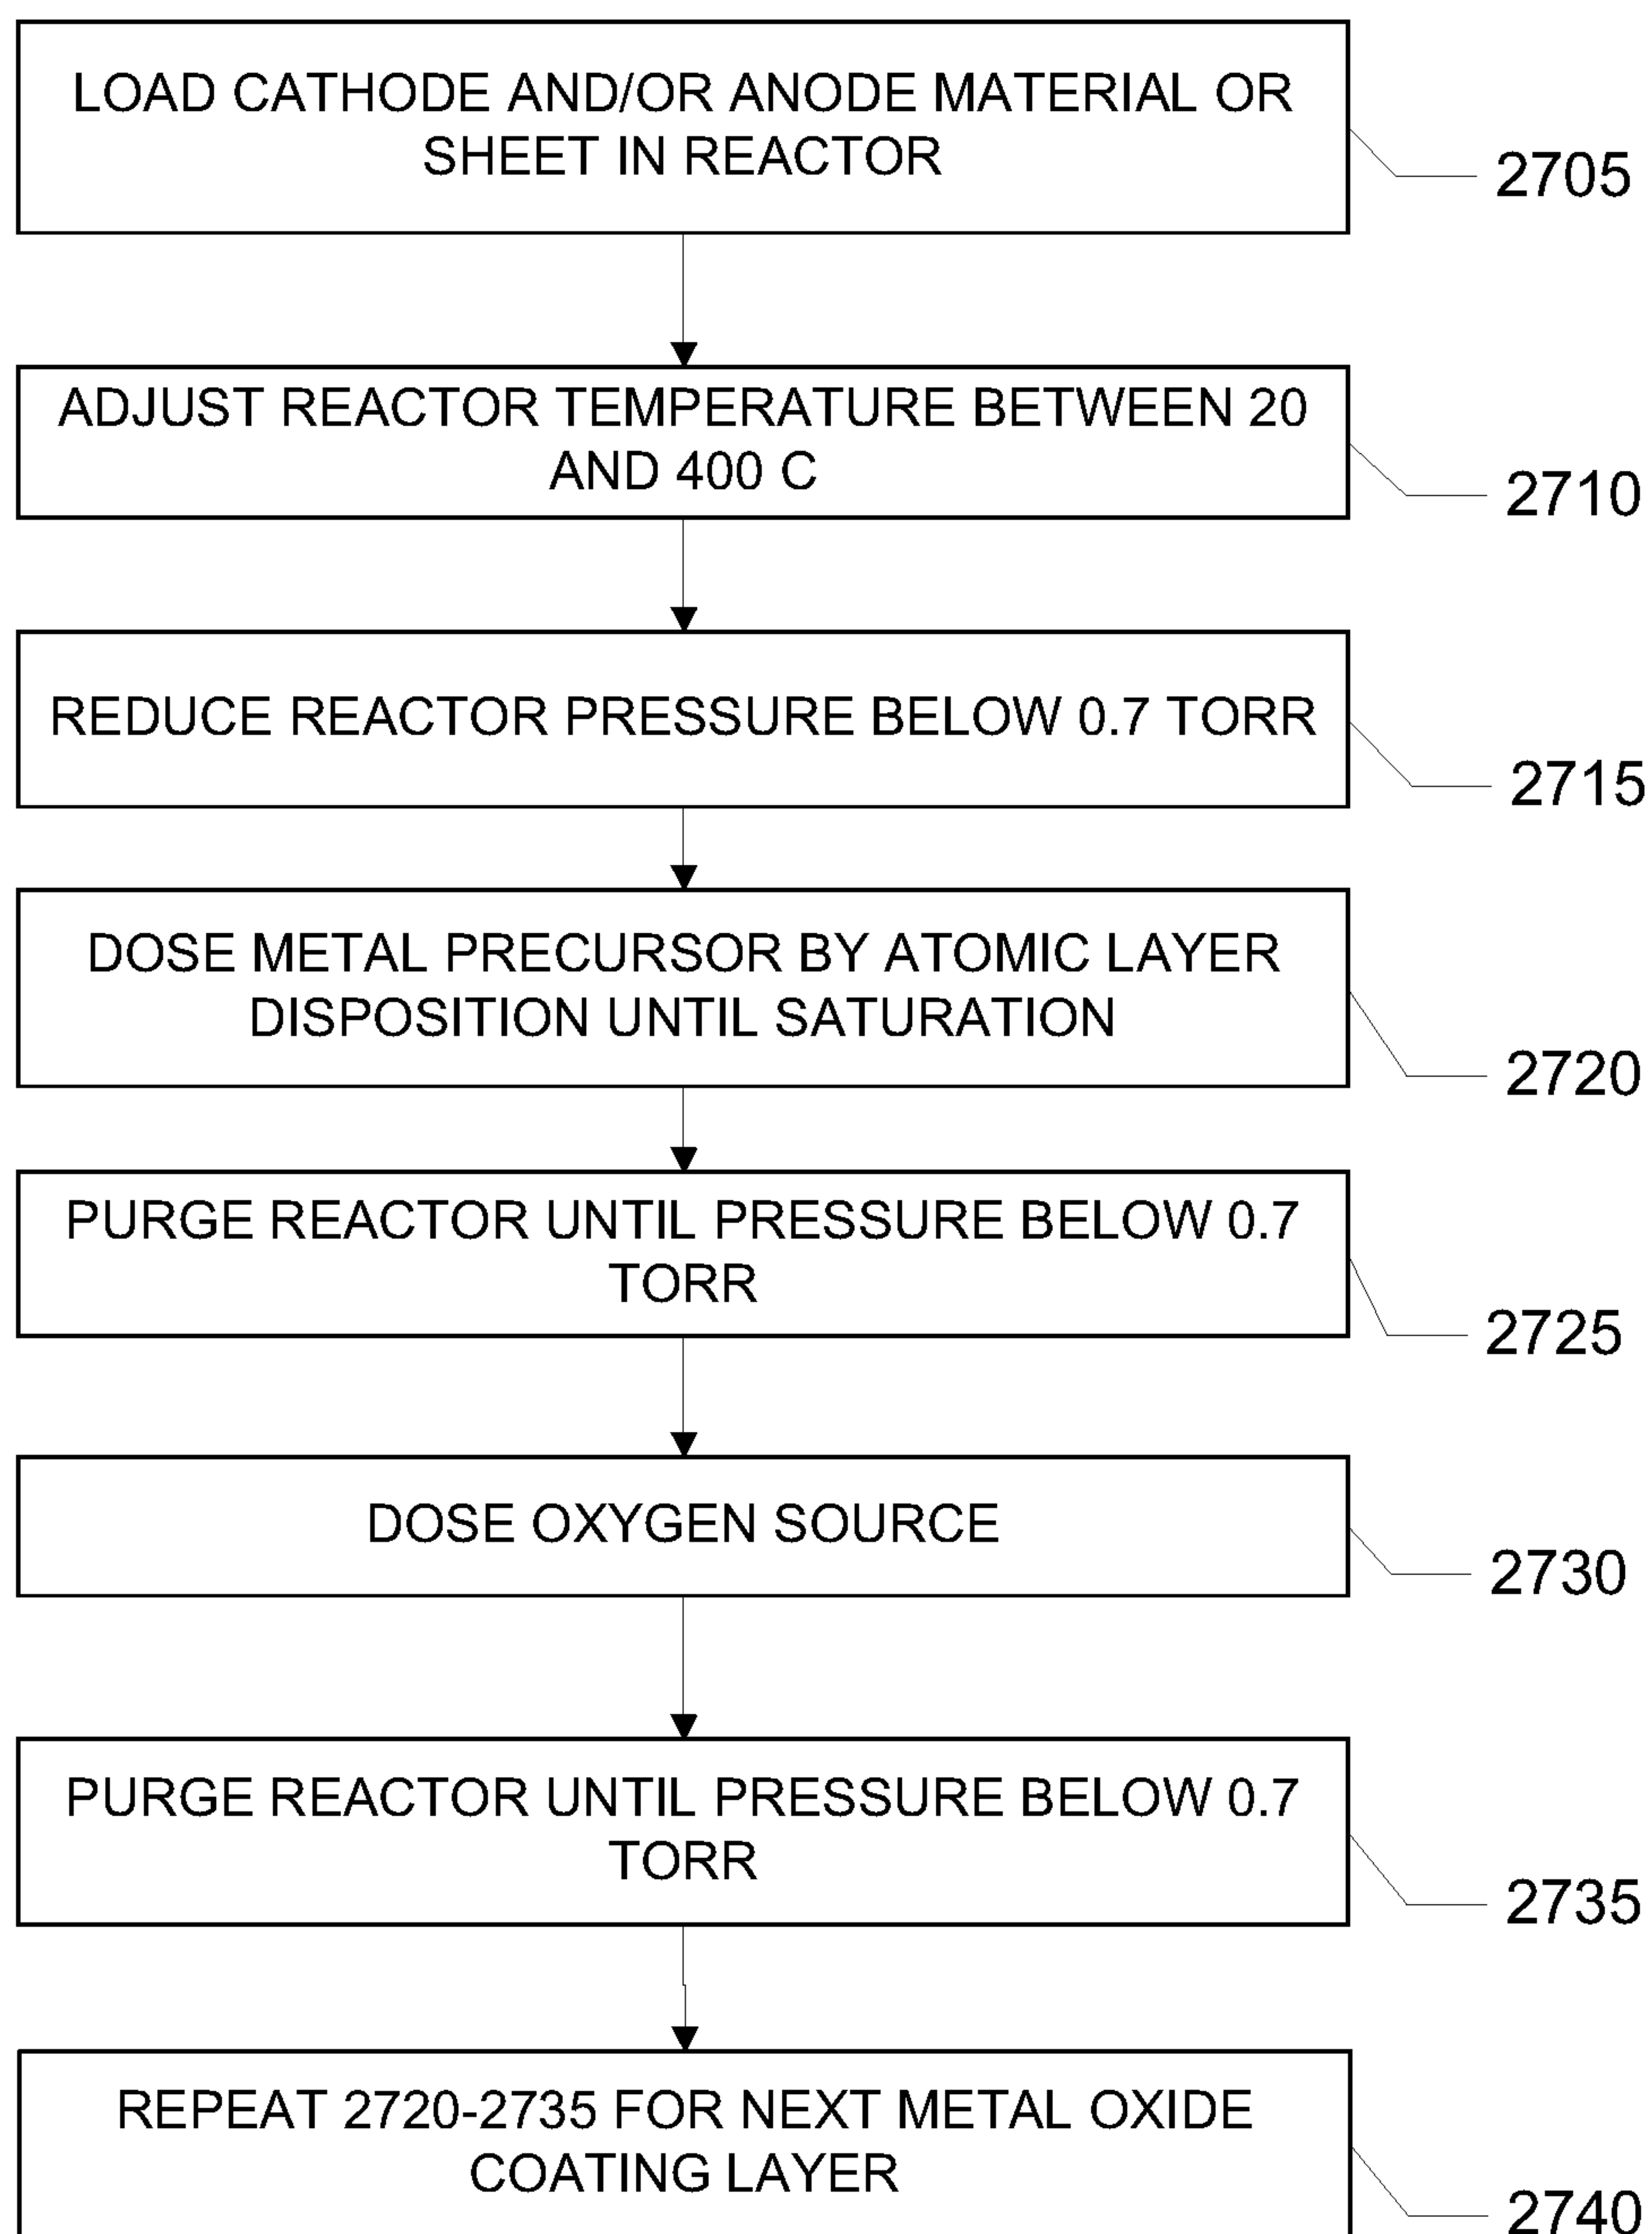 LOAD CATHODE AND/OR ANODE MATERIAL OR
SHEET IN REACTOR
2705
ADJUST REACTOR TEMPERATURE BETWEEN 20
AND 400 C
2710
REDUCE REACTOR PRESSURE BELOW 0.7 TORR
2715
DOSE METAL PRECURSOR BY ATOMIC LAYER
DISPOSITION UNTIL SATURATION
2720
PURGE REACTOR UNTIL PRESSURE BELOW 0.7
TORR
2725
DOSE OXYGEN SOURCE
2730
PURGE REACTOR UNTIL PRESSURE BELOW 0.7
TORR
2735
REPEAT 2720-2735 FOR NEXT METAL OXIDE
COATING LAYER
2740